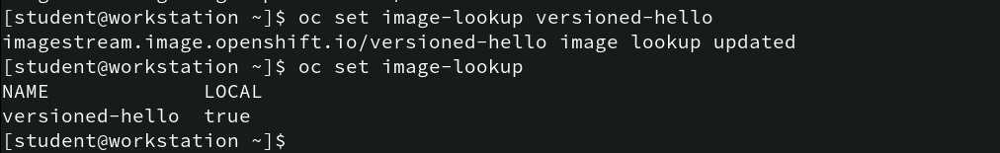 [student@workstation ~]$ oc set image-lookup versioned-hello
imagestream.image.openshift.io/versioned-hello image lookup updated
[student@workstation ~]$ oc set image-lookup
NAME             LOCAL
versioned-hello  true
[student@workstation ~]$